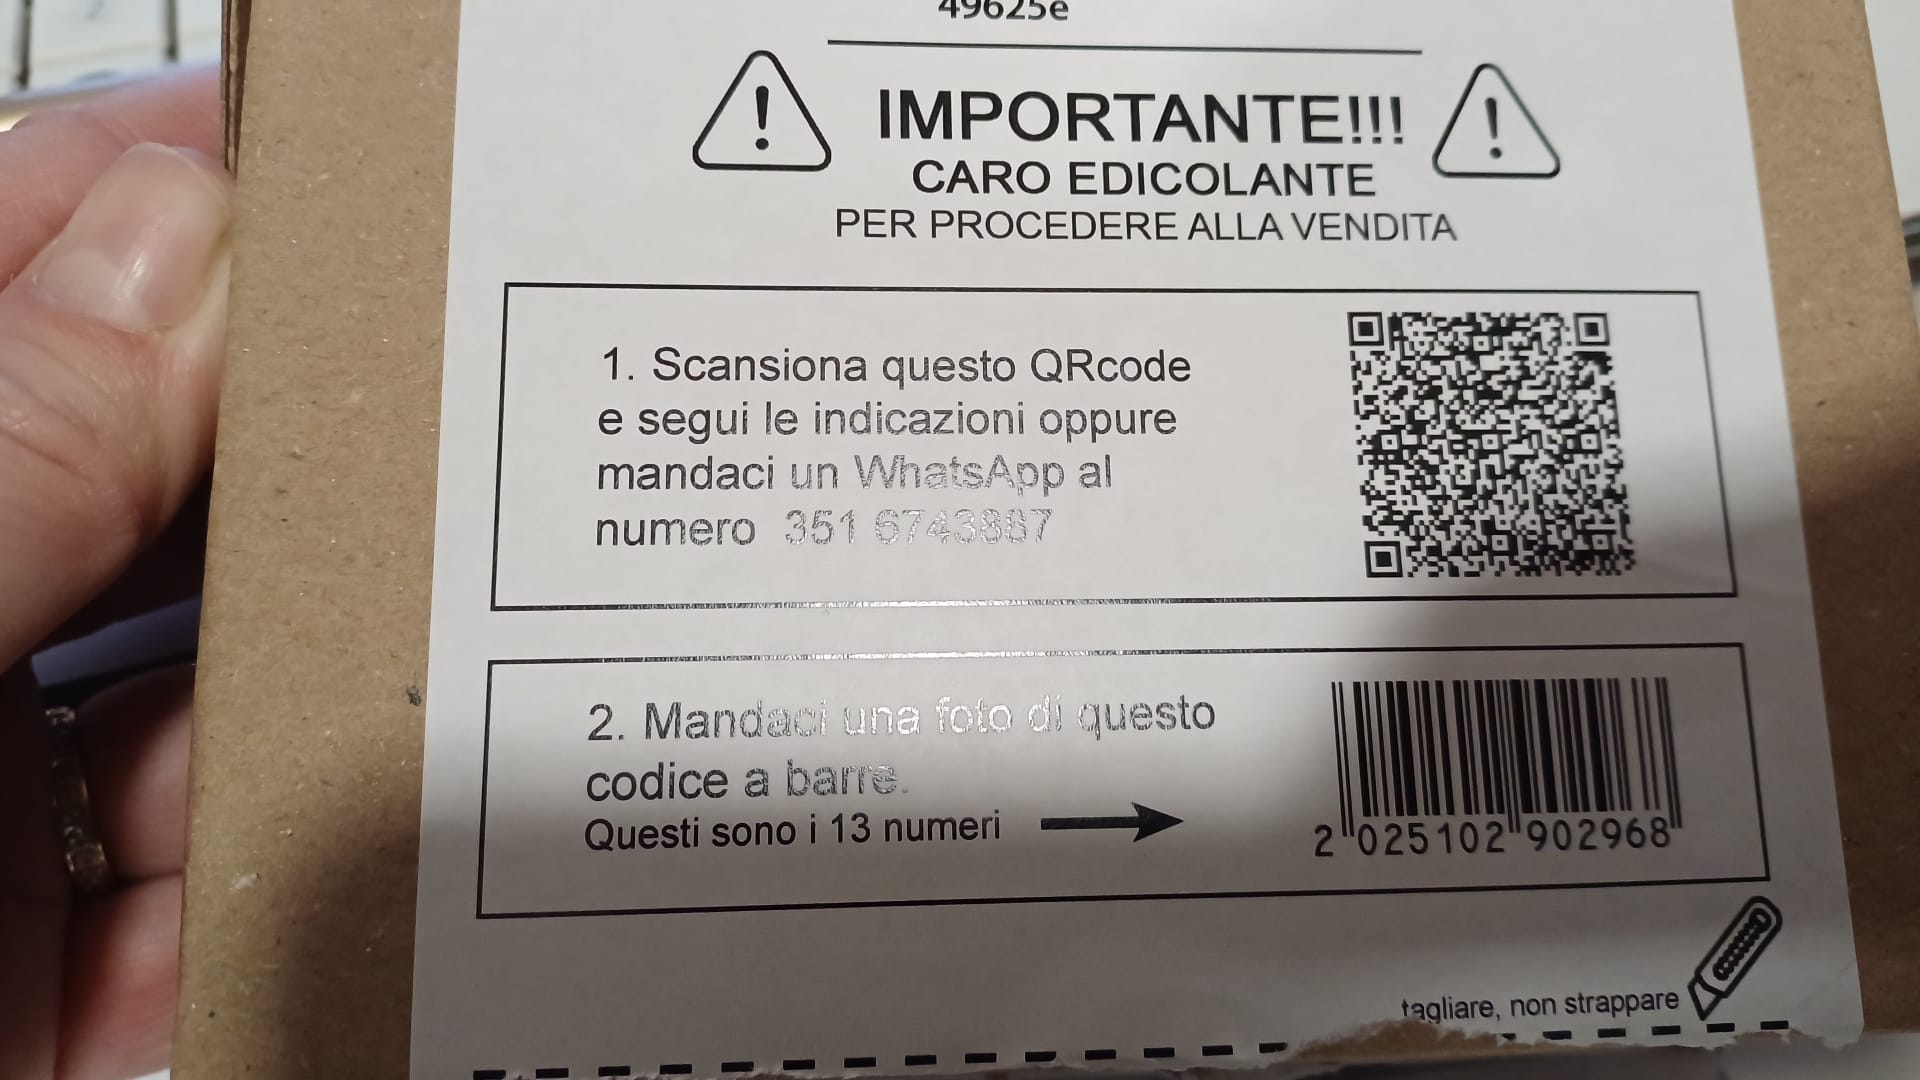 49625e
! IMPORTANTE!!! !
CARO EDICOLANTE
PER PROCEDERE ALLA VENDITA
1. Scansiona questo QRcode
e segui le indicazioni oppure
mandaci un WhatsApp al
numero 351 6743887
2. Mandaci una foto di questo
codice a barre.
Questi sono i 13 numeri
2 025102 902968
tagliare, non strappare